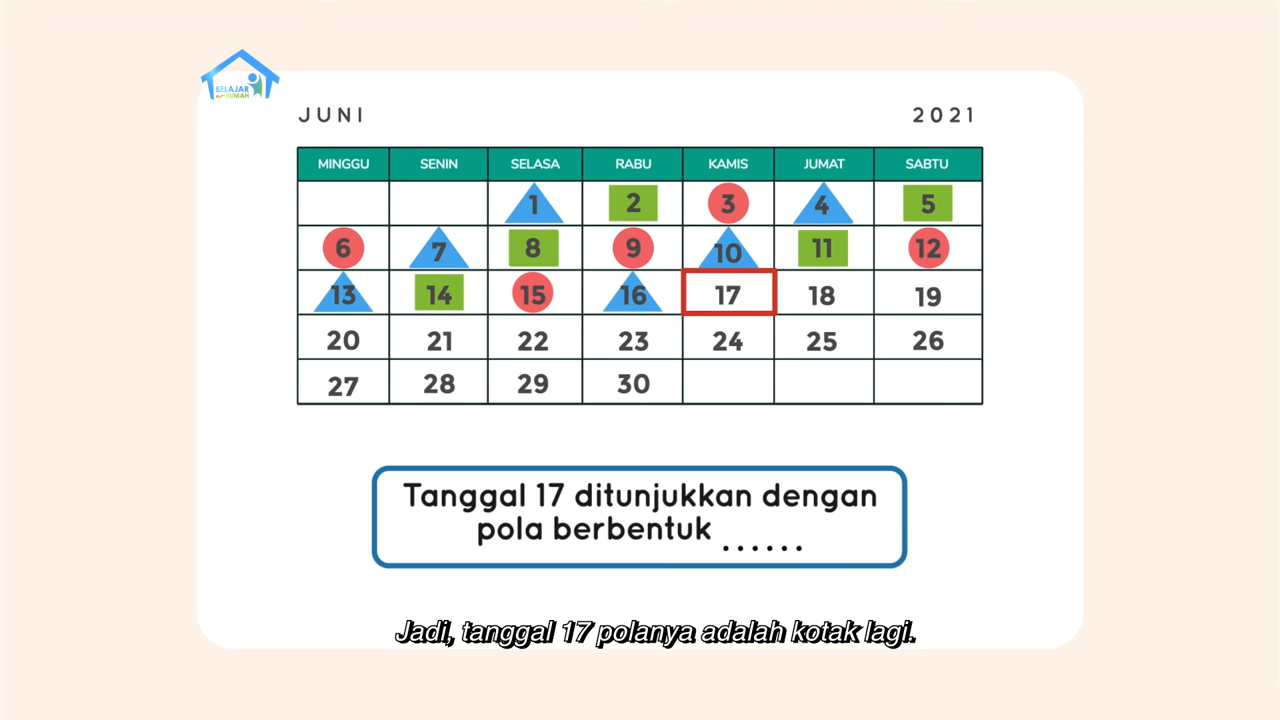 BELAJAR
dari RUMAH
JUNI 2021
MINGGU SENIN SELASA RABU KAMIS JUMAT SABTU
1 2 3 4 5
6 7 8 9 10 11 12
13 14 15 16 17 18 19
20 21 22 23 24 25 26
27 28 29 30
Tanggal 17 ditunjukkan dengan
pola berbentuk ......
Jadi, tanggal 17 polanya adalah kotak lagi.